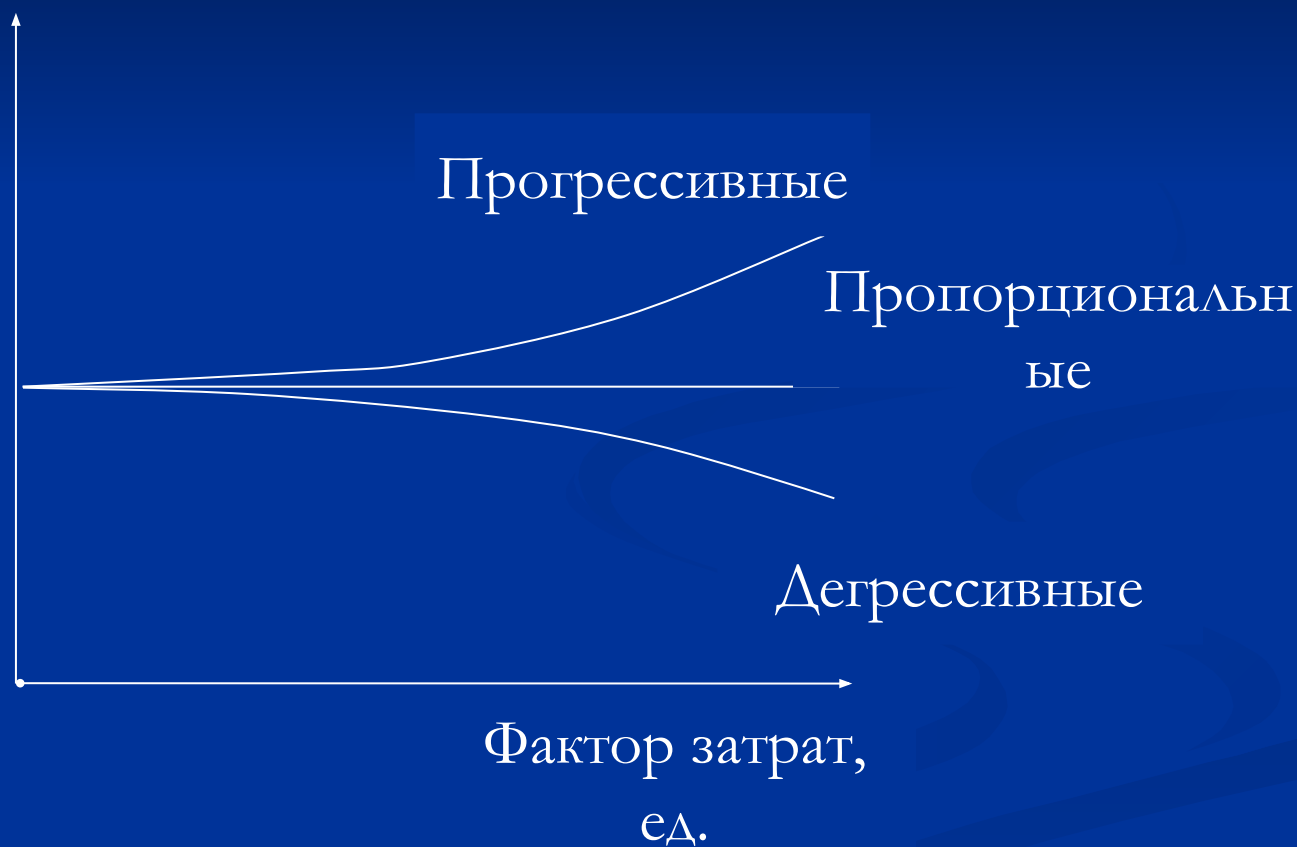 Прогрессивные
Пропорциональн
ые
Дегрессивные
Фактор затрат,
ед.